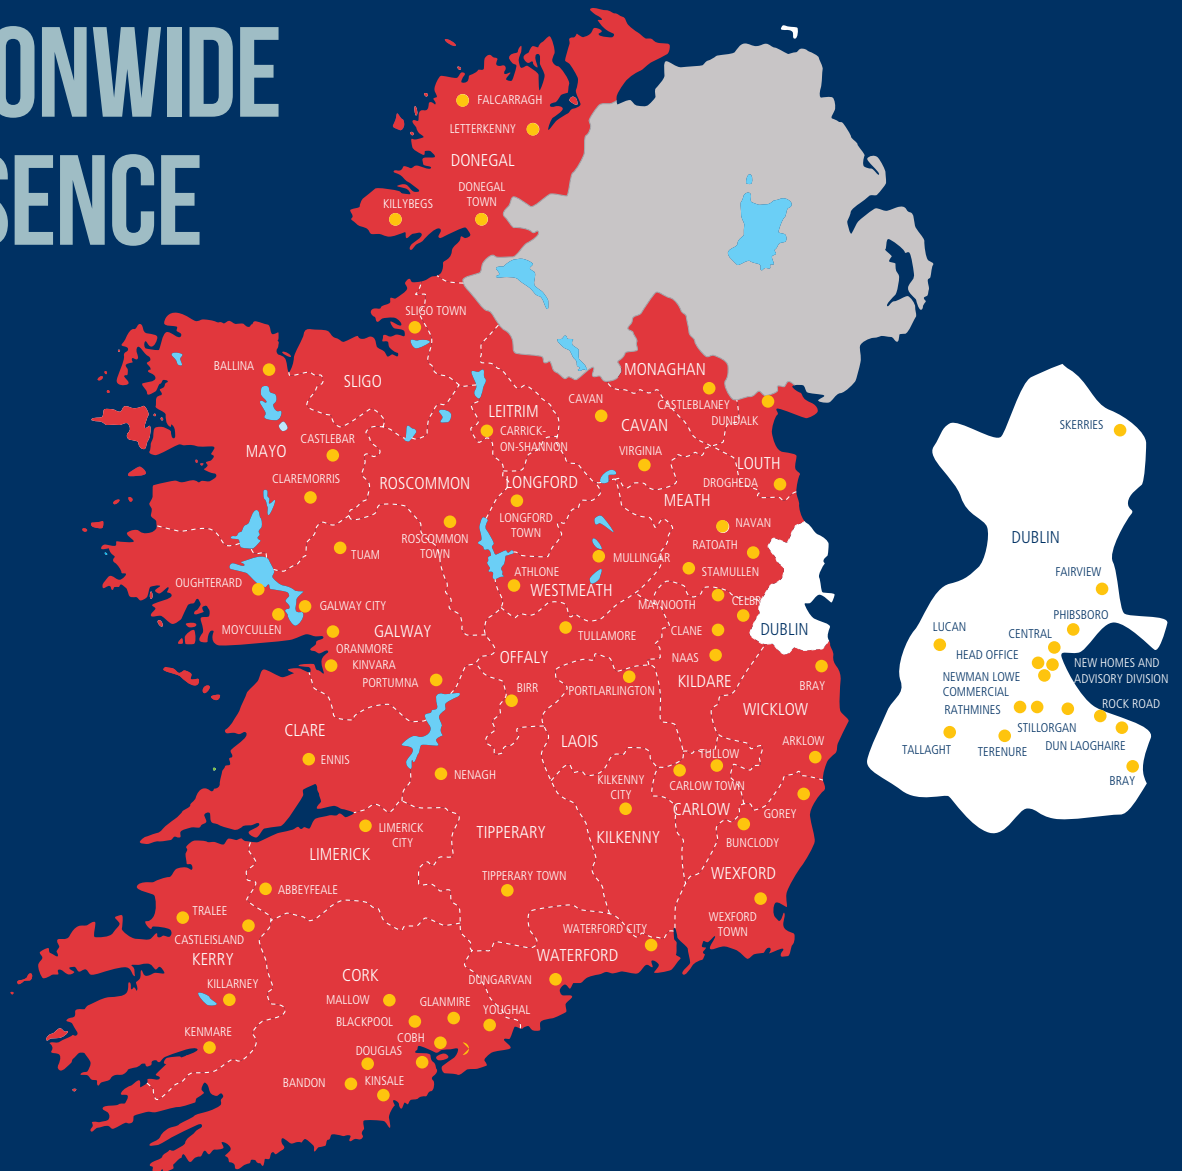 ONWIDE
SENCE
FALCARRAGH
LETTERKENNY
DONEGAL
DONEGAL
TOWN
KILLYBEGS
SLIGO TOWN
BALLINA
SLIGO
MONAGHAN
CAVAN
CASTLEBLANEY
DUNDALK
LEITRIM
CARRICK-
ON-SHANNON
CAVAN
CASTLEBAR
MAYO
VIRGINIA
LOUTH
CLAREMORRIS
ROSCOMMON
LONGFORD
DROGHEDA
MEATH
LONGFORD
TOWN
NAVAN
ROSCOMMON
TOWN
RATOATH
TUAM
MULLINGAR
STAMULLEN
ATHLONE
OUGHTERARD
WESTMEATH
GALWAY CITY
MAYNOOTH
CELBR
MOYCULLEN
GALWAY
TULLAMORE
CLANE
DUBLIN
ORANMORE
KINVARA
OFFALY
NAAS
PORTUMNA
BIRR
PORTLARLINGTON
KILDARE
BRAY
WICKLOW
CLARE
LAOIS
ARKLOW
ENNIS
TULLOW
NENAGH
KILKENNY
CITY
CARLOW TOWN
CARLOW
GOREY
LIMERICK
CITY
TIPPERARY
KILKENNY
BUNCLODY
LIMERICK
TIPPERARY TOWN
WEXFORD
ABBEYFEALE
TRALEE
WEXFORD
TOWN
CASTLEISLAND
WATERFORD CITY
KERRY
WATERFORD
CORK
KILLARNEY
DUNGARVAN
MALLOW
GLANMIRE
YOUGHAL
BLACKPOOL
KENMARE
COBH
DOUGLAS
BANDON
KINSALE
SKERRIES
DUBLIN
FAIRVIEW
PHIBSBORO
LUCAN
CENTRAL
HEAD OFFICE
NEW HOMES AND
ADVISORY DIVISION
NEWMAN LOWE
COMMERCIAL
RATHMINES
ROCK ROAD
STILLORGAN
TALLAGHT
TERENURE
DUN LAOGHAIRE
BRAY